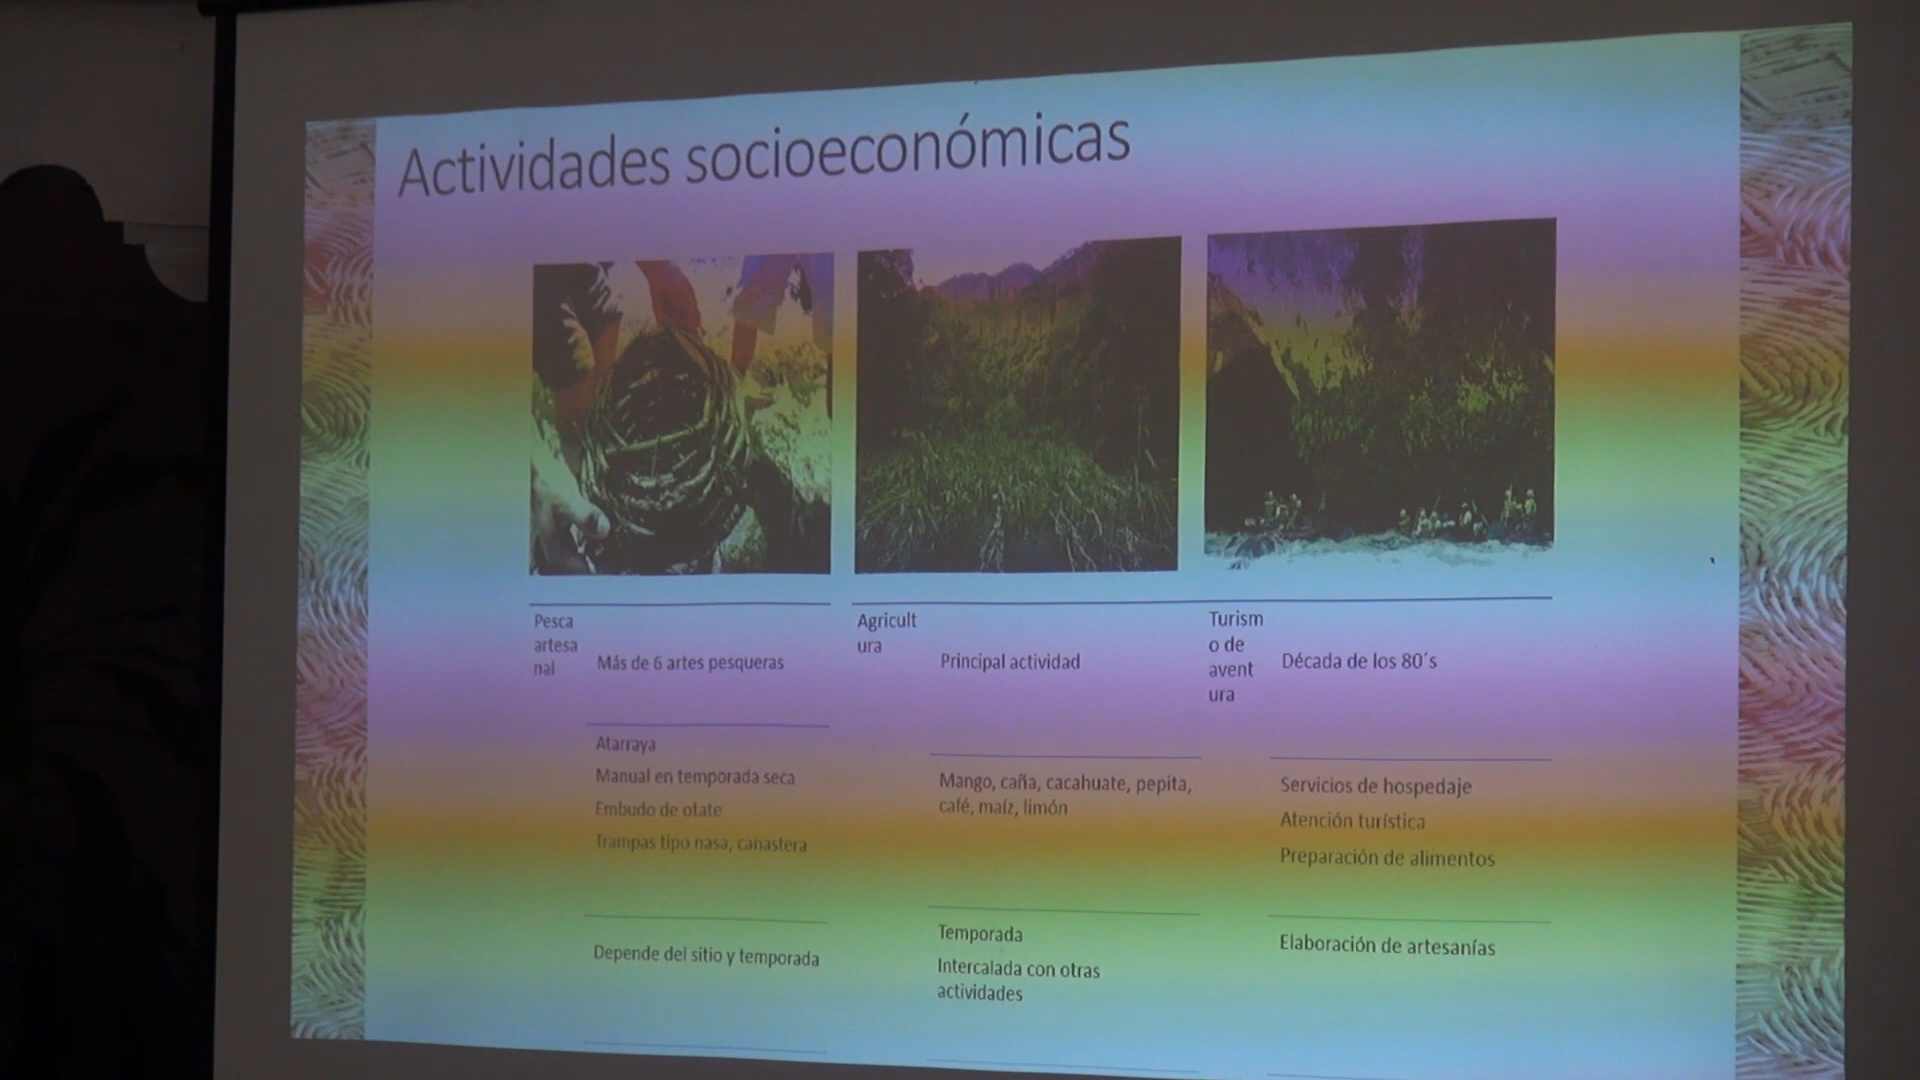 Actividades socioeconómicas
Pesca
artesa
nal
Más de 6 artes pesqueras
Atarraya
Manual en temporada seca
Embudo de otate
Trampas tipo nasa, canastera
Depende del sitio y temporada
Agricult
ura
Principal actividad
Mango, caña, cacahuate, pepita,
café, maíz, limón
Temporada
Intercalada con otras
actividades
Turism
o de
avent
ura
Década de los 80´s
Servicios de hospedaje
Atención turística
Preparación de alimentos
Elaboración de artesanías